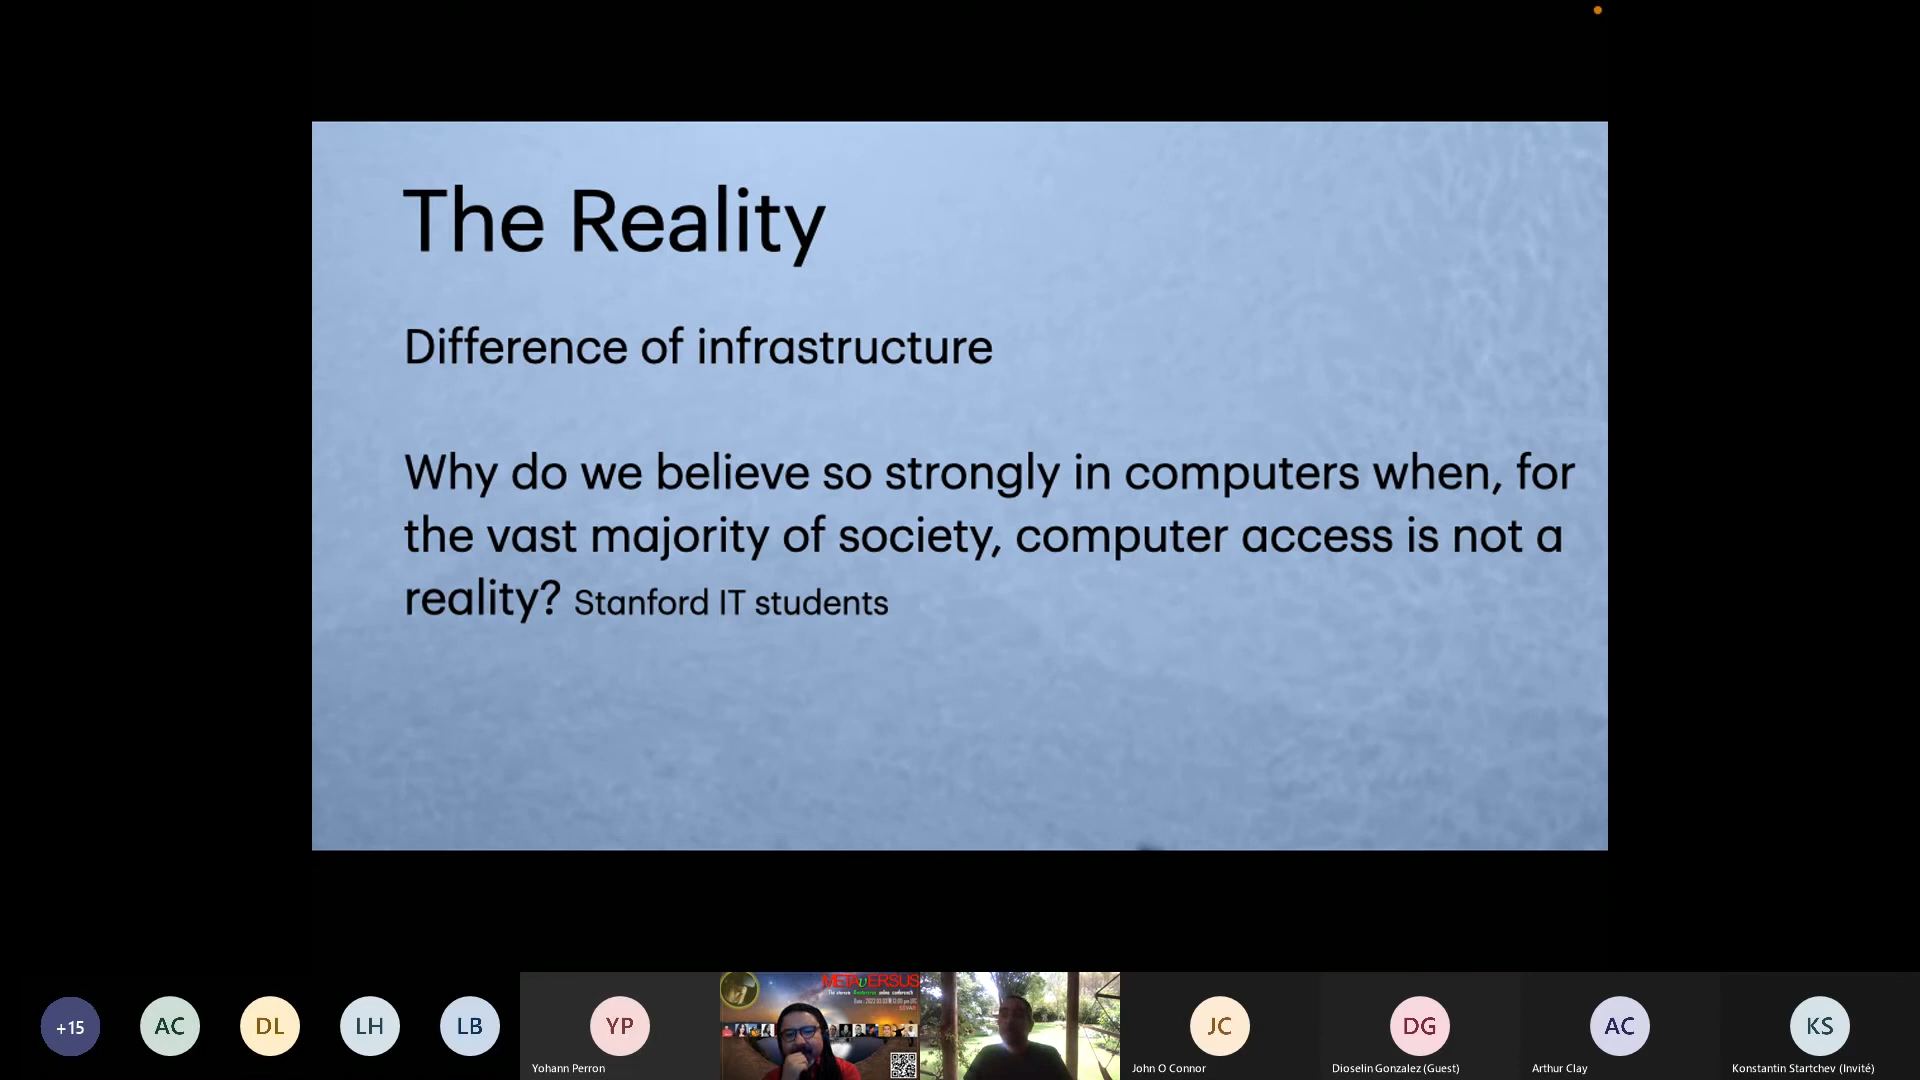 The Reality
Difference of infrastructure
Why do we believe so strongly in computers when, for
the vast majority of society, computer access is not a
reality? Stanford IT students
METAvERSUS
+15
AC
DL
LH
LB
YP
JC
DG
AC
KS
Yohann Perron
John O Connor
Dioselin Gonzalez (Guest)
Arthur Clay
Konstantin Startchev (Invité)